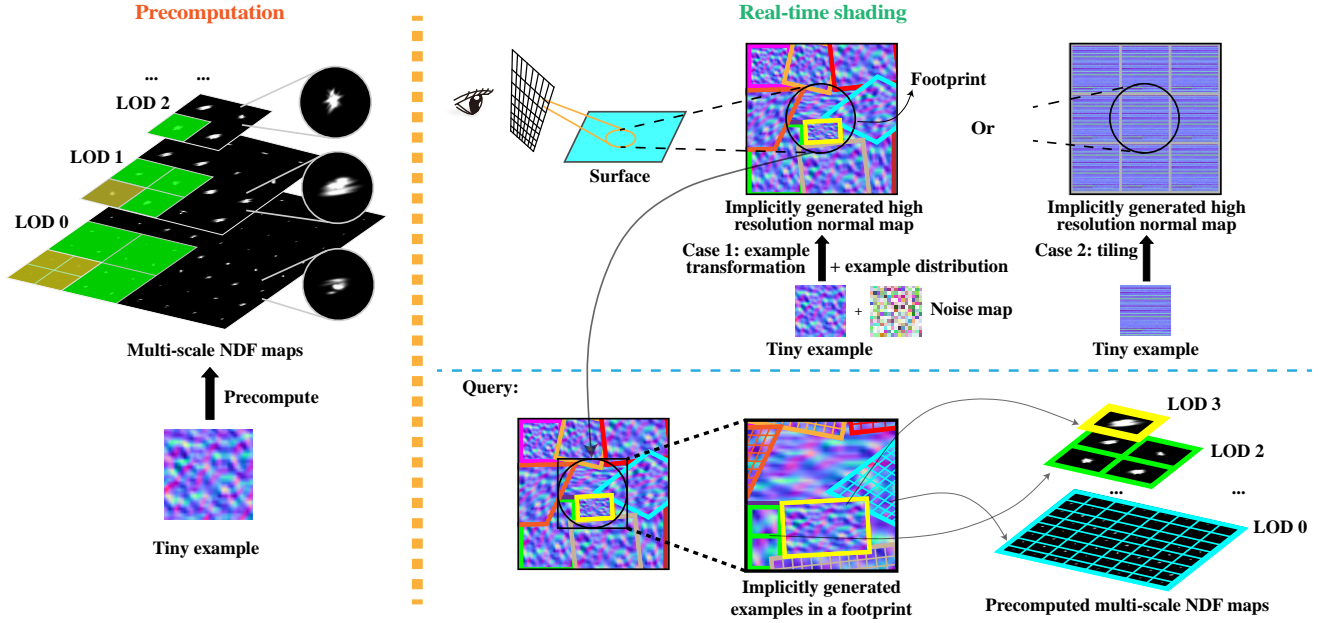 Precomputation
... ...
LOD 2
LOD 1
LOD 0
Multi-scale NDF maps
Precompute
Tiny example
Real-time shading
Surface
Footprint
Or
Implicitly generated high
resolution normal map
Case 1: example
transformation
+ example distribution
+
Noise map
Tiny example
Implicitly generated high
resolution normal map
Case 2: tiling
Tiny example
Query:
Implicitly generated
examples in a footprint
LOD 3
LOD 2
... ...
LOD 0
Precomputed multi-scale NDF maps